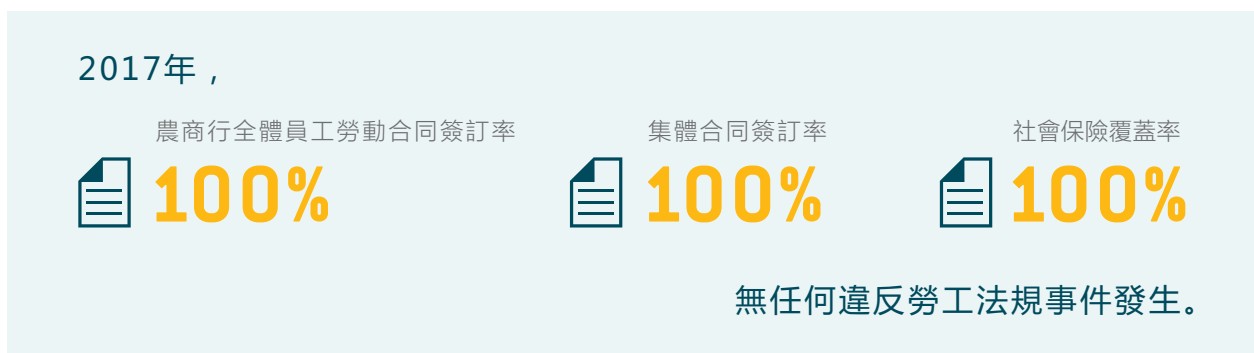 2017年，
農商行全體員工勞動合同簽訂率
100%
集體合同簽訂率
100%
社會保險覆蓋率
100%
無任何違反勞工法規事件發生。